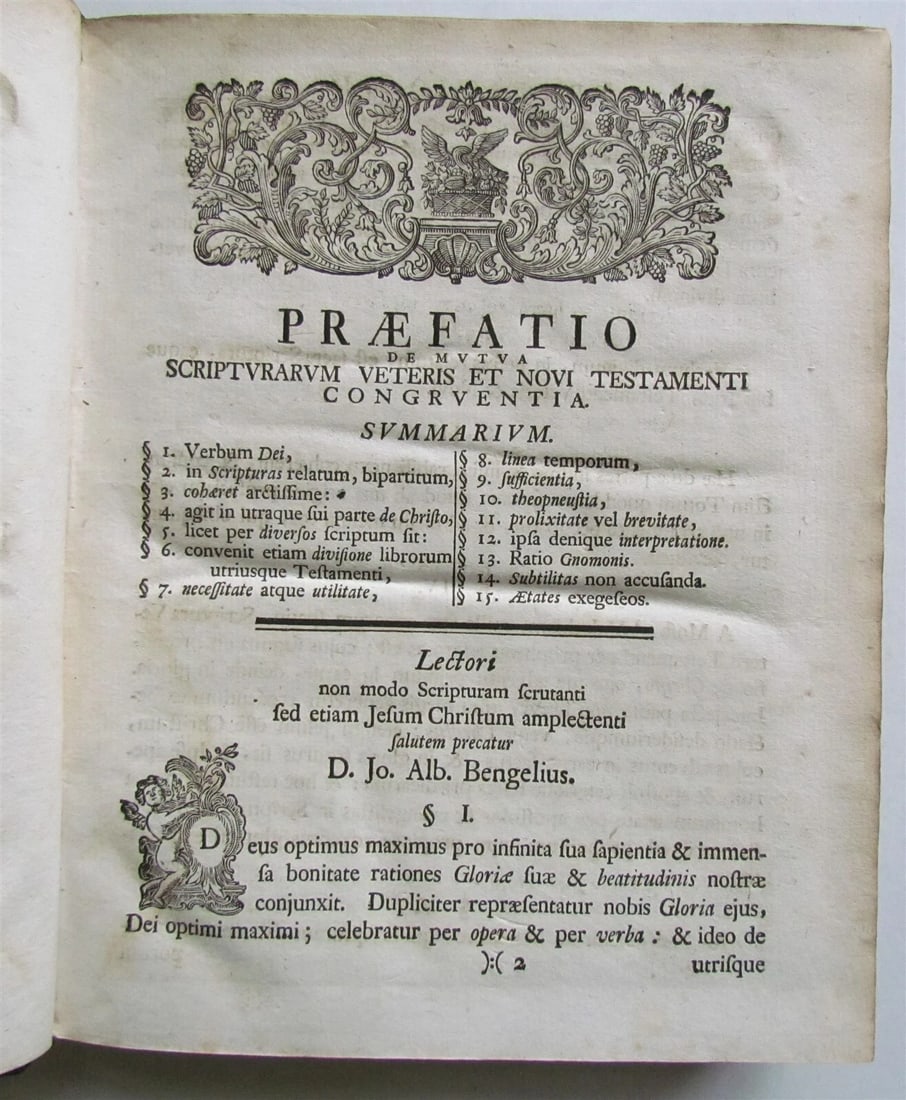 PRÆFATIO
DE MVTVA
SCRIPTVRARVM VETERIS ET NOVI TESTAMENTI
CONGRVENTIA.
SVMMARIVM.
§ 1. Verbum Dei,
§ 2. in Scripturas relatum, bipartitum,
§ 3. cohæret arctiſſime:
§ 4. agit in utraque ſui parte de Chriſto,
§ 5. licet per diverſos ſcriptum ſit:
§ 6. convenit etiam diviſione librorum
utriusque Teſtamenti,
§ 7. neceſſitate atque utilitate,
§ 8. linea temporum,
§ 9. ſufficientia,
§ 10. theopneuſtia,
§ 11. prolixitate vel brevitate,
§ 12. ipſa denique interpretatione.
§ 13. Ratio Gnomonis.
§ 14. Subtilitas non accuſanda.
§ 15. Ætates exegeſeos.
Lectori
non modo Scripturam ſcrutanti
ſed etiam Jeſum Chriſtum amplectenti
ſalutem precatur
D. Jo. Alb. Bengelius.
§ I.
Deus optimus maximus pro infinita ſua ſapientia & immen-
ſa bonitate rationes Gloriæ ſuæ & beatitudinis noſtræ
conjunxit. Dupliciter repræſentatur nobis Gloria ejus,
Dei optimi maximi; celebratur per opera & per verba: & ideo de
):( 2 utriſque